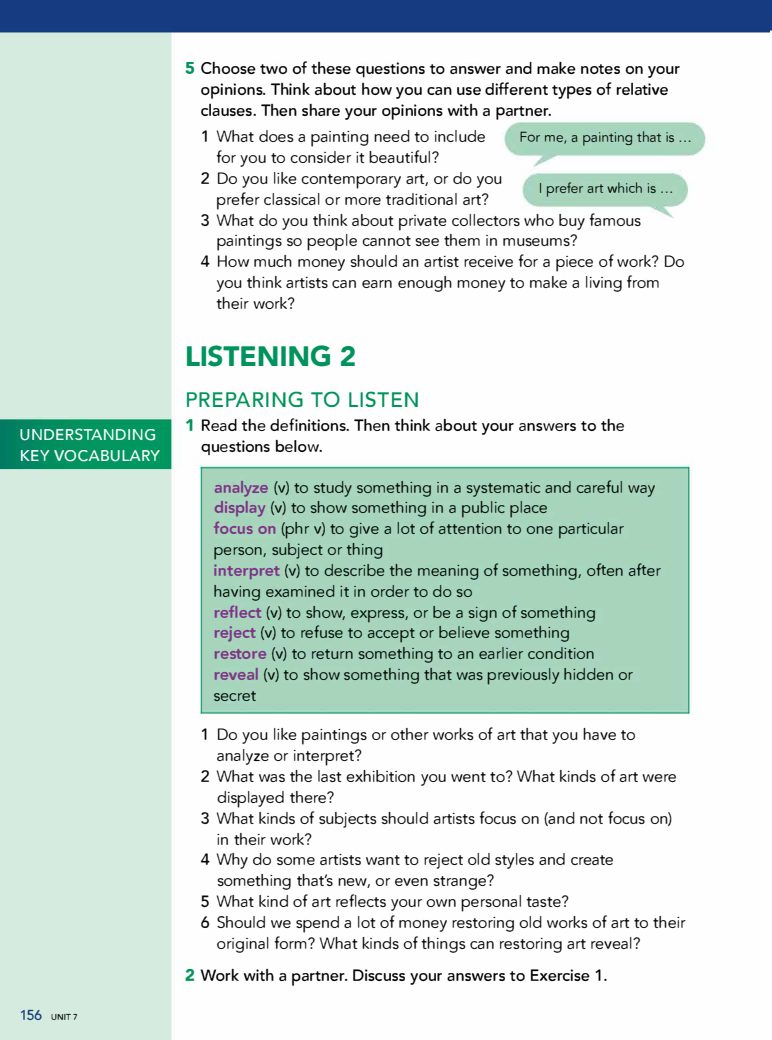 5 Choose two of these questions to answer and make notes on your
opinions. Think about how you can use different types of relative
clauses. Then share your opinions with a partner.
1 What does a painting need to include
for you to consider it beautiful?
For me, a painting that is ...
2 Do you like contemporary art, or do you
prefer classical or more traditional art?
I prefer art which is ...
3 What do you think about private collectors who buy famous
paintings so people cannot see them in museums?
4 How much money should an artist receive for a piece of work? Do
you think artists can earn enough money to make a living from
their work?
LISTENING 2
PREPARING TO LISTEN
UNDERSTANDING
KEY VOCABULARY
1 Read the definitions. Then think about your answers to the
questions below.
analyze (v) to study something in a systematic and careful way
display (v) to show something in a public place
focus on (phr v) to give a lot of attention to one particular
person, subject or thing
interpret (v) to describe the meaning of something, often after
having examined it in order to do so
reflect (v) to show, express, or be a sign of something
reject (v) to refuse to accept or believe something
restore (v) to return something to an earlier condition
reveal (v) to show something that was previously hidden or
secret
1 Do you like paintings or other works of art that you have to
analyze or interpret?
2 What was the last exhibition you went to? What kinds of art were
displayed there?
3 What kinds of subjects should artists focus on (and not focus on)
in their work?
4 Why do some artists want to reject old styles and create
something that's new, or even strange?
5 What kind of art reflects your own personal taste?
6 Should we spend a lot of money restoring old works of art to their
original form? What kinds of things can restoring art reveal?
2 Work with a partner. Discuss your answers to Exercise 1.
156 UNIT 7